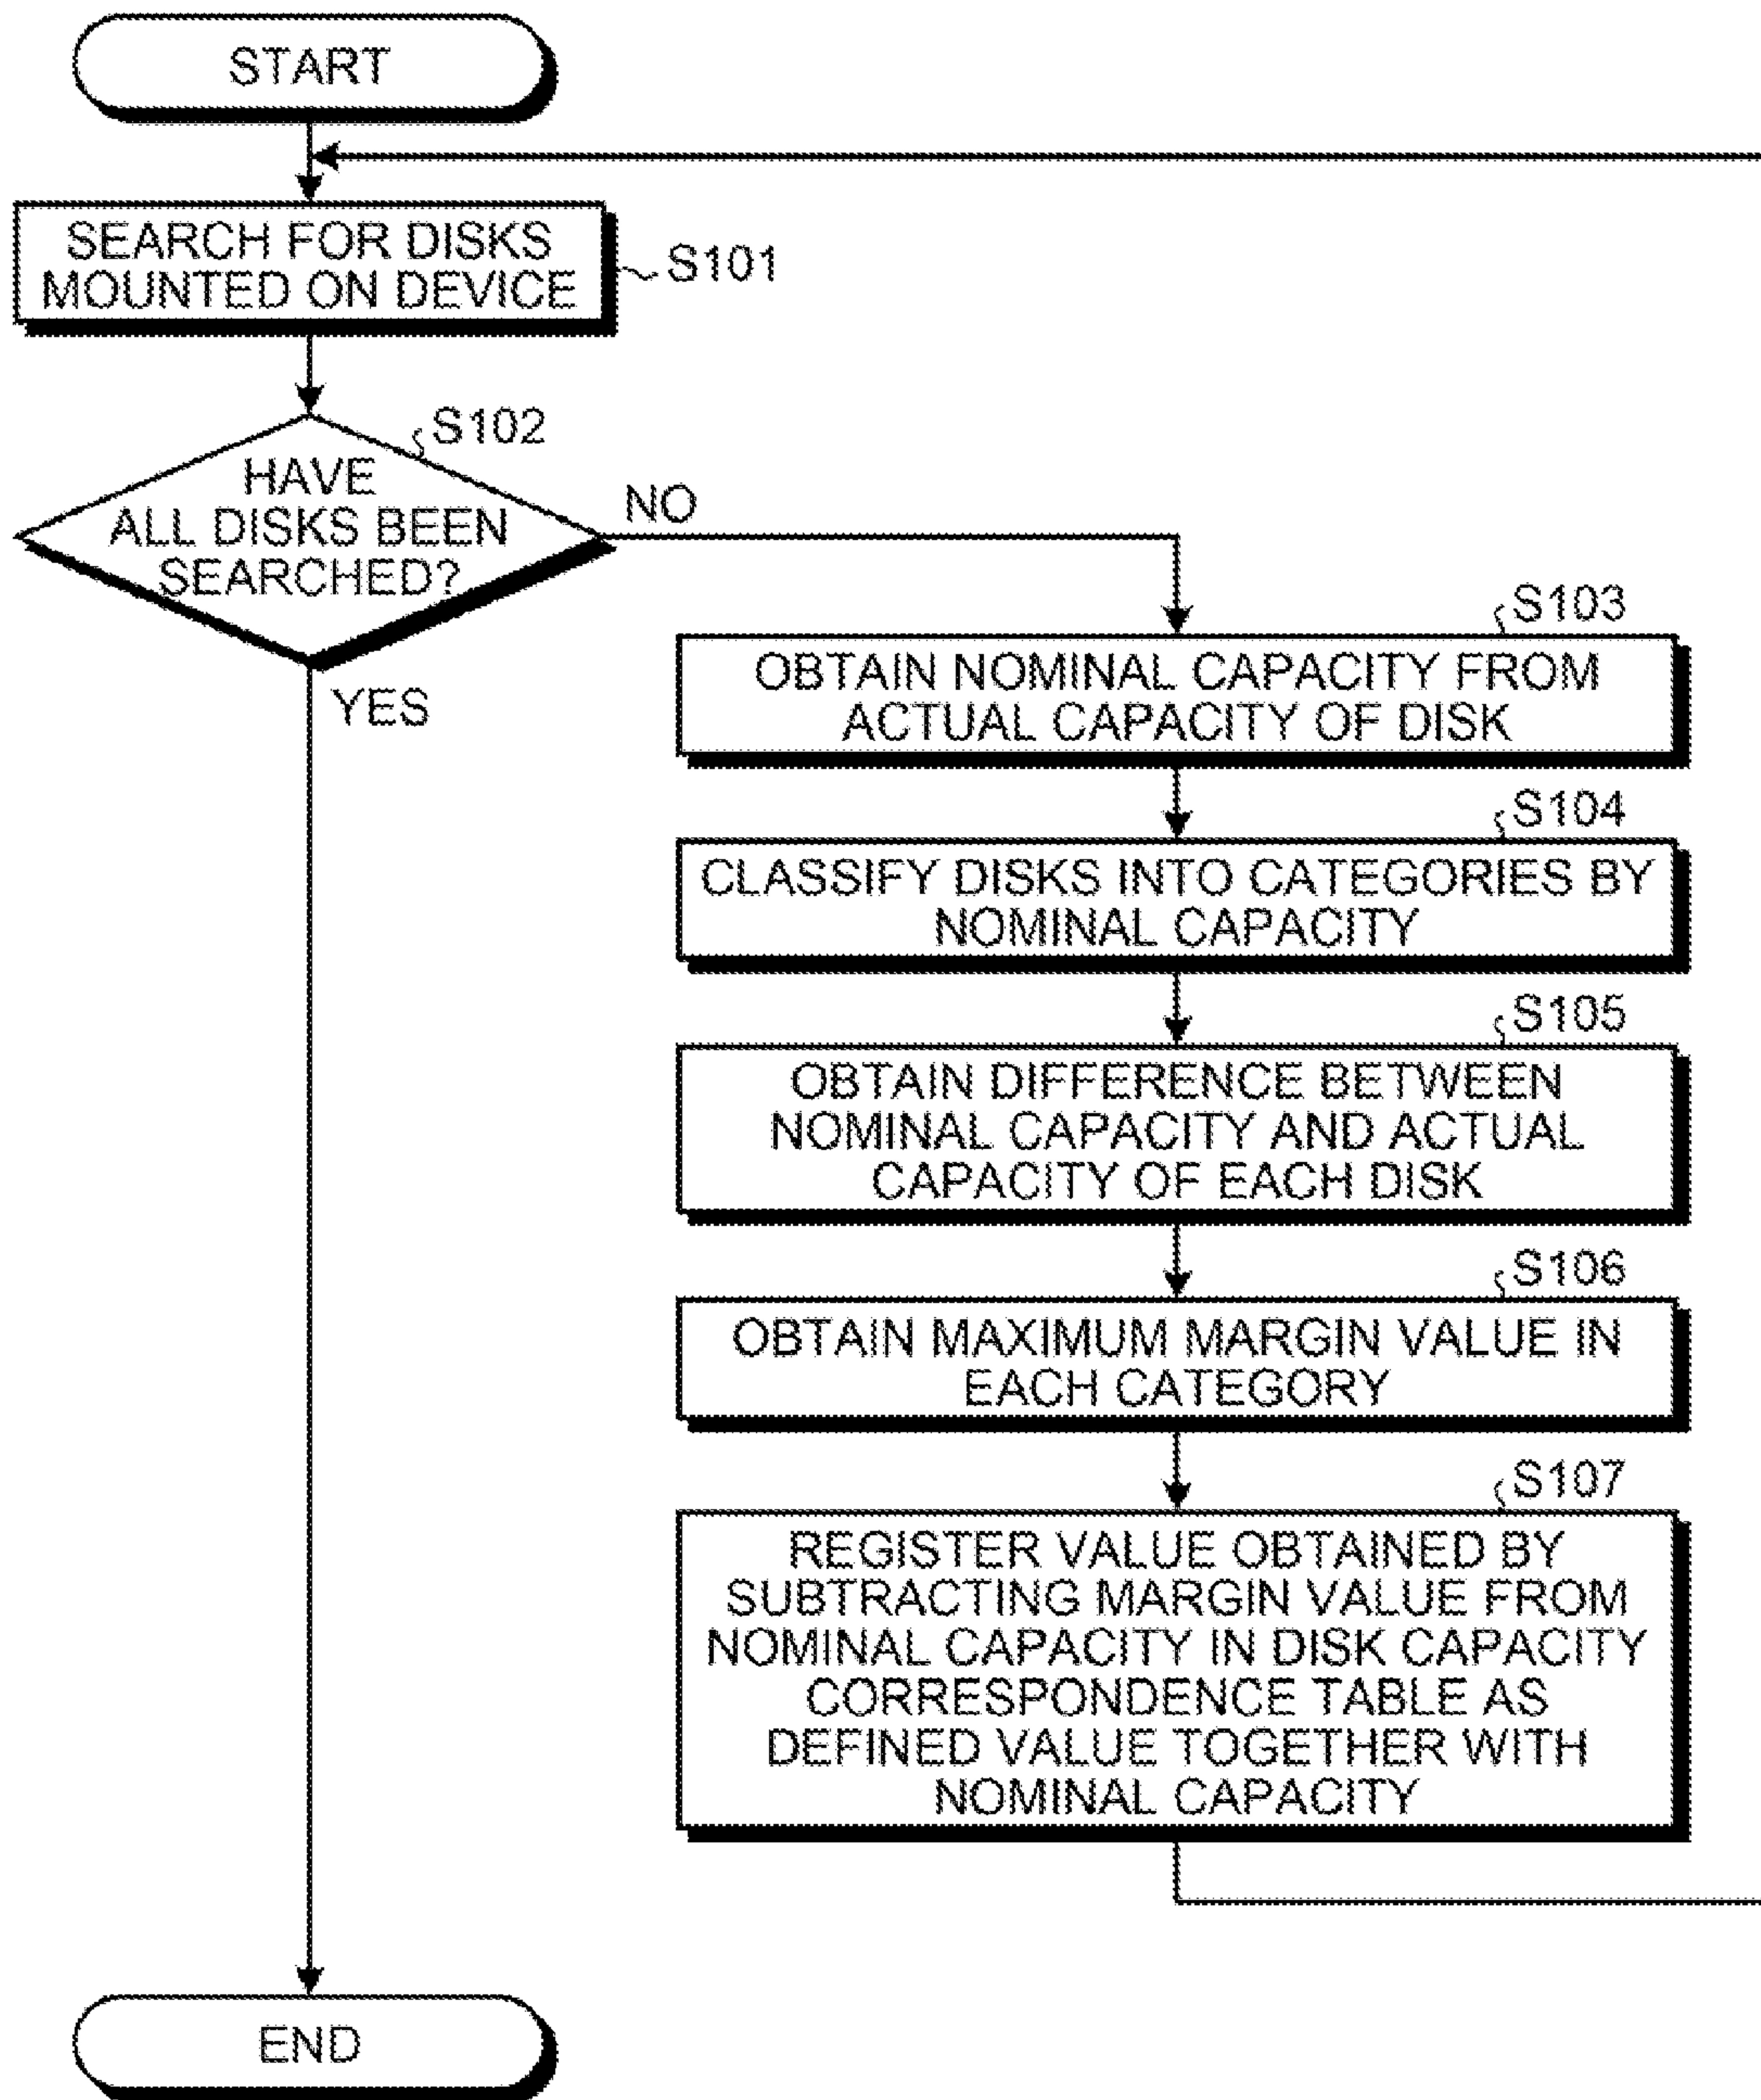 START
SEARCH FOR DISKS
MOUNTED ON DEVICE
S101
S102
HAVE
ALL DISKS BEEN
SEARCHED?
NO
YES
S103
OBTAIN NOMINAL CAPACITY FROM
ACTUAL CAPACITY OF DISK
S104
CLASSIFY DISKS INTO CATEGORIES BY
NOMINAL CAPACITY
S105
OBTAIN DIFFERENCE BETWEEN
NOMINAL CAPACITY AND ACTUAL
CAPACITY OF EACH DISK
S106
OBTAIN MAXIMUM MARGIN VALUE IN
EACH CATEGORY
S107
REGISTER VALUE OBTAINED BY
SUBTRACTING MARGIN VALUE FROM
NOMINAL CAPACITY IN DISK CAPACITY
CORRESPONDENCE TABLE AS
DEFINED VALUE TOGETHER WITH
NOMINAL CAPACITY
END